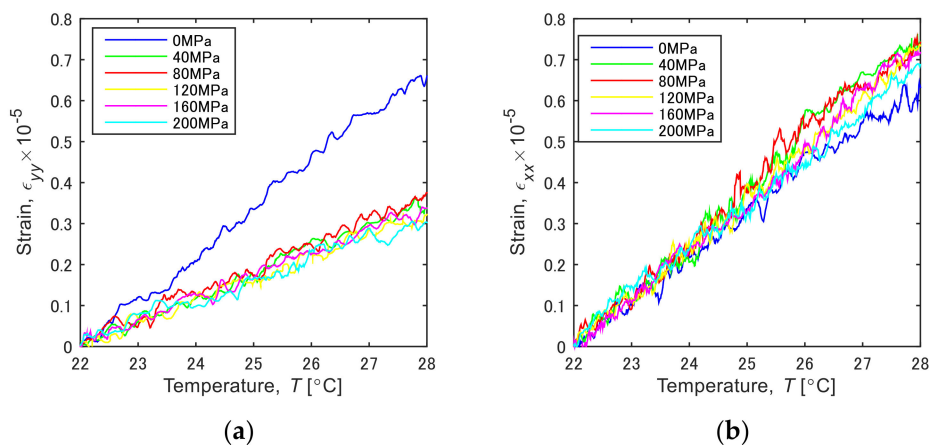 0.8
0.7
0.6
0.5
0.4
0.3
0.2
0.1
0
Strain, ϵyy × 10-5
0MPa
40MPa
80MPa
120MPa
160MPa
200MPa
22 23 24 25 26 27 28
Temperature, T [°C]
(a)
0.8
0.7
0.6
0.5
0.4
0.3
0.2
0.1
0
Strain, ϵxx × 10-5
0MPa
40MPa
80MPa
120MPa
160MPa
200MPa
22 23 24 25 26 27 28
Temperature, T [°C]
(b)